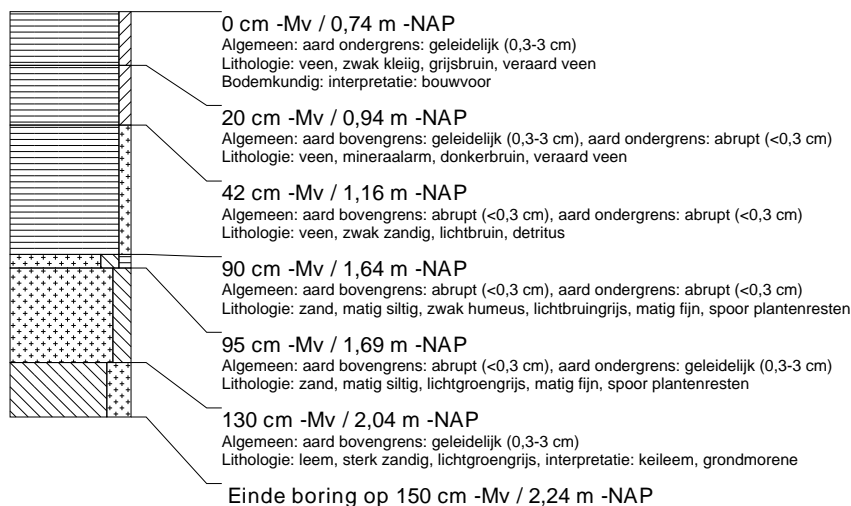 0 cm -Mv / 0,74 m -NAP
Algemeen: aard ondergrens: geleidelijk (0,3-3 cm)
Lithologie: veen, zwak kleiig, grijsbruin, veraard veen
Bodemkundig: interpretatie: bouwvoor
20 cm -Mv / 0,94 m -NAP
Algemeen: aard bovengrens: geleidelijk (0,3-3 cm), aard ondergrens: abrupt (<0,3 cm)
Lithologie: veen, mineraalarm, donkerbruin, veraard veen
42 cm -Mv / 1,16 m -NAP
Algemeen: aard bovengrens: abrupt (<0,3 cm), aard ondergrens: abrupt (<0,3 cm)
Lithologie: veen, zwak zandig, lichtbruin, detritus
90 cm -Mv / 1,64 m -NAP
Algemeen: aard bovengrens: abrupt (<0,3 cm), aard ondergrens: abrupt (<0,3 cm)
Lithologie: zand, matig siltig, zwak humeus, lichtbruingrijs, matig fijn, spoor plantenresten
95 cm -Mv / 1,69 m -NAP
Algemeen: aard bovengrens: abrupt (<0,3 cm), aard ondergrens: geleidelijk (0,3-3 cm)
Lithologie: zand, matig siltig, lichtgroengrijs, matig fijn, spoor plantenresten
130 cm -Mv / 2,04 m -NAP
Algemeen: aard bovengrens: geleidelijk (0,3-3 cm)
Lithologie: leem, sterk zandig, lichtgroengrijs, interpretatie: keileem, grondmorene
Einde boring op 150 cm -Mv / 2,24 m -NAP